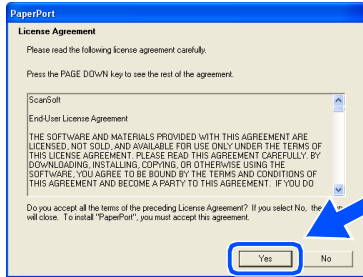 PaperPort
License Agreement
Please read the following license agreement carefully.
Press the PAGE DOWN key to see the rest of the agreement.
ScanSoft
End-User License Agreement
THE SOFTWARE AND MATERIALS PROVIDED WITH THIS AGREEMENT ARE
LICENSED, NOT SOLD, AND AVAILABLE FOR USE ONLY UNDER THE TERMS OF
THIS LICENSE AGREEMENT. PLEASE READ THIS AGREEMENT CAREFULLY. BY
DOWNLOADING, INSTALLING, COPYING, OR OTHERWISE USING THE
SOFTWARE, YOU AGREE TO BE BOUND BY THE TERMS AND CONDITIONS OF
THIS AGREEMENT AND BECOME A PARTY TO THIS AGREEMENT. IF YOU DO
Do you accept all the terms of the preceding License Agreement? If you select No, the
will close. To install "PaperPort", you must accept this agreement.
Yes No